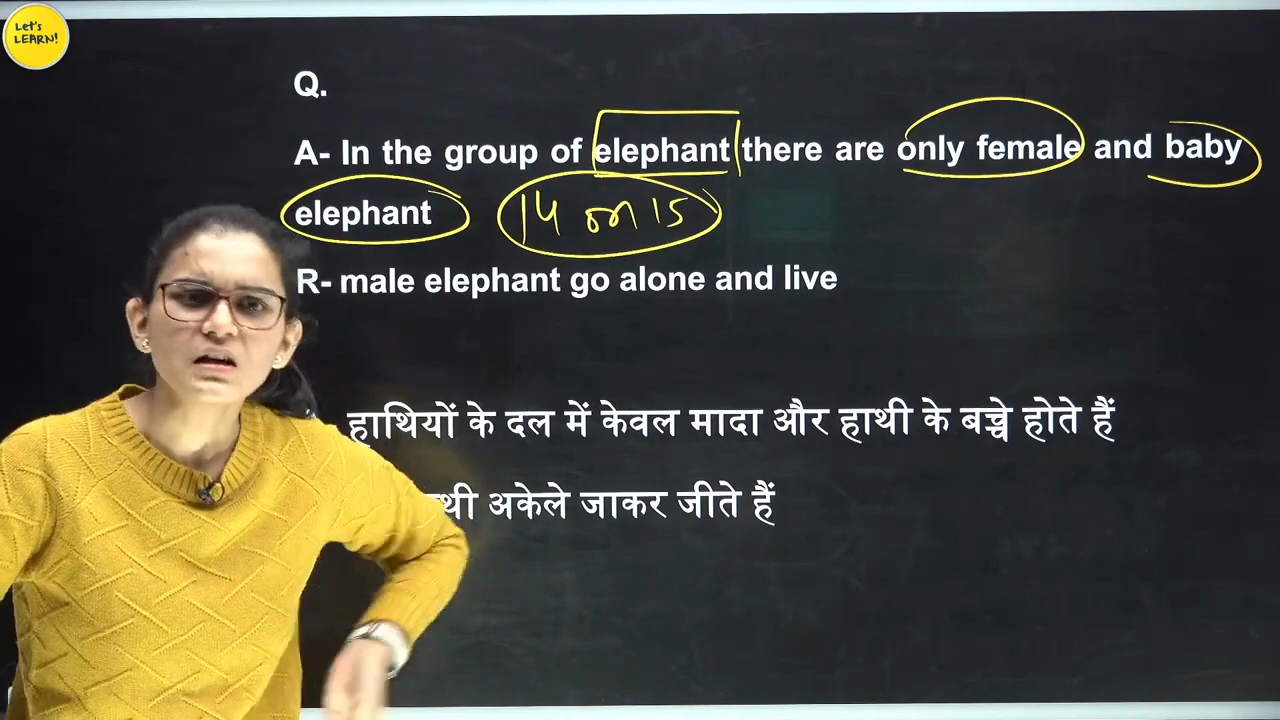 Let's
LEARN!
Q.
A- In the group of elephant there are only female and baby
elephant 14 or 15
R- male elephant go alone and live
हाथियों के दल में केवल मादा और हाथी के बच्चे होते हैं
अकेले जाकर जीते हैं